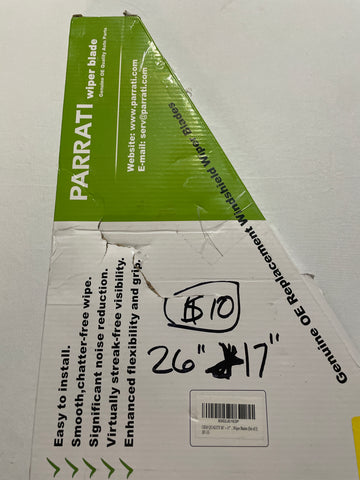 PARRATI wiper blade
Genuine OE Quality Auto Parts
Website: www.parrati.com
E-mail: serv@parrati.com
Genuine OE Replacement Windshield Wiper Blades
Easy to install.
Smooth,chatter-free wipe.
Significant noise reduction.
Virtually streak-free visibility.
Enhanced flexibility and grip.
$10
26" 17"